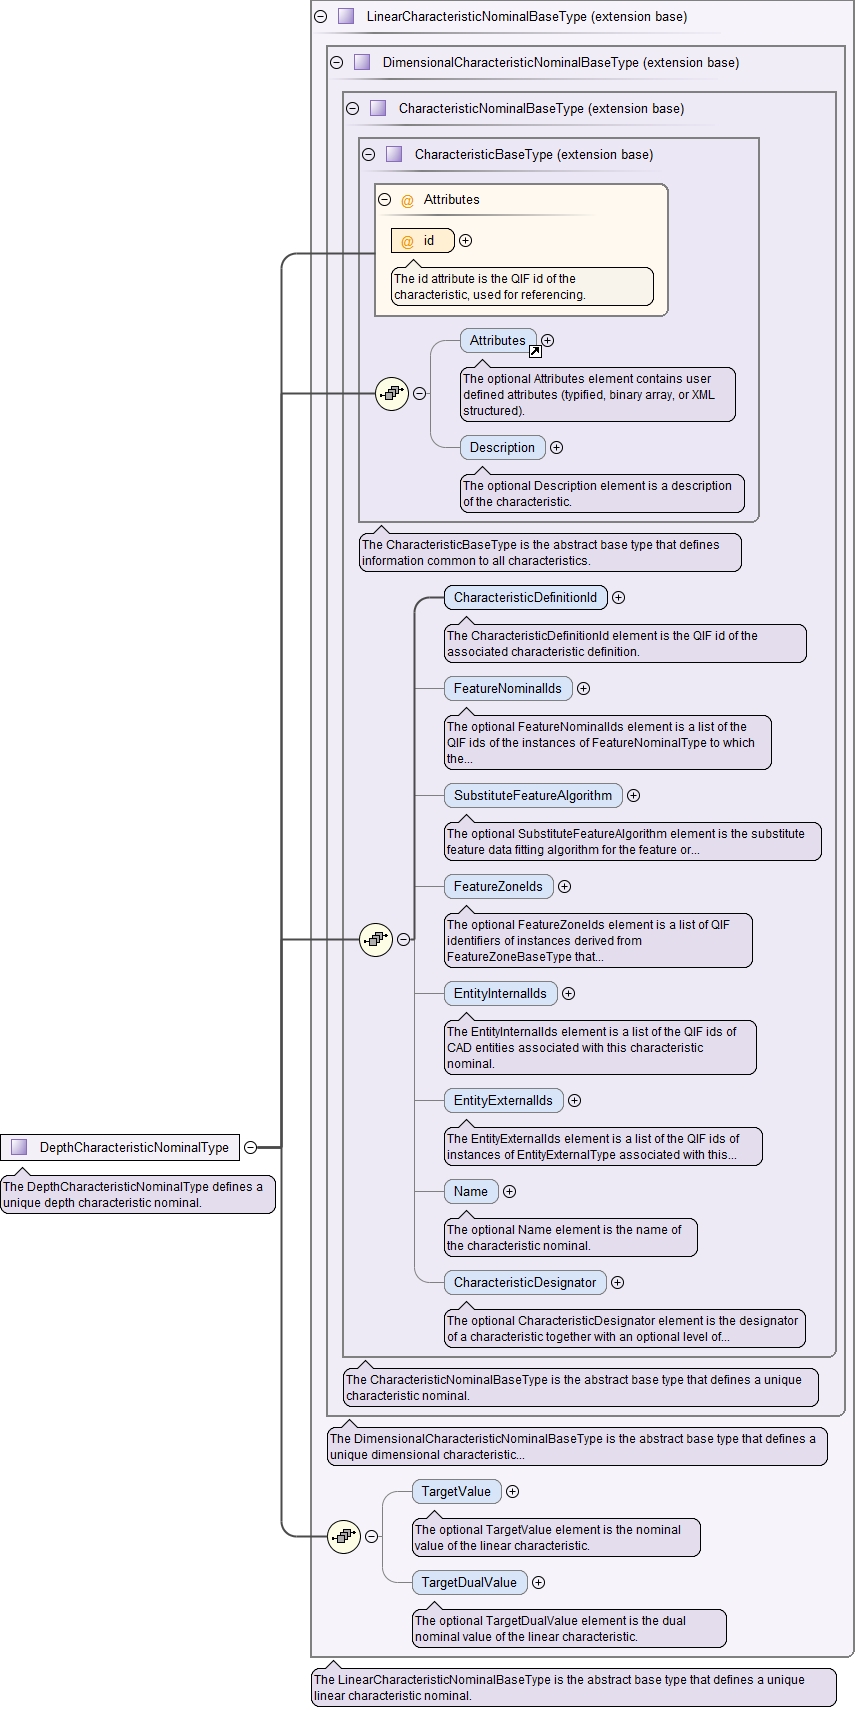 LinearCharacteristicNominalBaseType (extension base)
DimensionalCharacteristicNominalBaseType (extension base)
CharacteristicNominalBaseType (extension base)
CharacteristicBaseType (extension base)
@ Attributes
@ id
The id attribute is the QIF id of the
characteristic, used for referencing.
Attributes
The optional Attributes element contains user
defined attributes (typified, binary array, or XML
structured).
Description
The optional Description element is a description
of the characteristic.
The CharacteristicBaseType is the abstract base type that defines
information common to all characteristics.
CharacteristicDefinitionId
The CharacteristicDefinitionId element is the QIF id of the
associated characteristic definition.
FeatureNominalIds
The optional FeatureNominalIds element is a list of the
QIF ids of the instances of FeatureNominalType to which
the...
SubstituteFeatureAlgorithm
The optional SubstituteFeatureAlgorithm element is the substitute
feature data fitting algorithm for the feature or...
FeatureZoneIds
The optional FeatureZoneIds element is a list of QIF
identifiers of instances derived from
FeatureZoneBaseType that...
EntityInternalIds
The EntityInternalIds element is a list of the QIF ids of
CAD entities associated with this characteristic
nominal.
EntityExternalIds
The EntityExternalIds element is a list of the QIF ids of
instances of EntityExternalType associated with this...
DepthCharacteristicNominalType
The DepthCharacteristicNominalType defines a
unique depth characteristic nominal.
Name
The optional Name element is the name of
the characteristic nominal.
CharacteristicDesignator
The optional CharacteristicDesignator element is the designator
of a characteristic together with an optional level of...
The CharacteristicNominalBaseType is the abstract base type that defines a unique
characteristic nominal.
The DimensionalCharacteristicNominalBaseType is the abstract base type that defines a
unique dimensional characteristic...
TargetValue
The optional TargetValue element is the nominal
value of the linear characteristic.
TargetDualValue
The optional TargetDualValue element is the dual
nominal value of the linear characteristic.
The LinearCharacteristicNominalBaseType is the abstract base type that defines a unique
linear characteristic nominal.